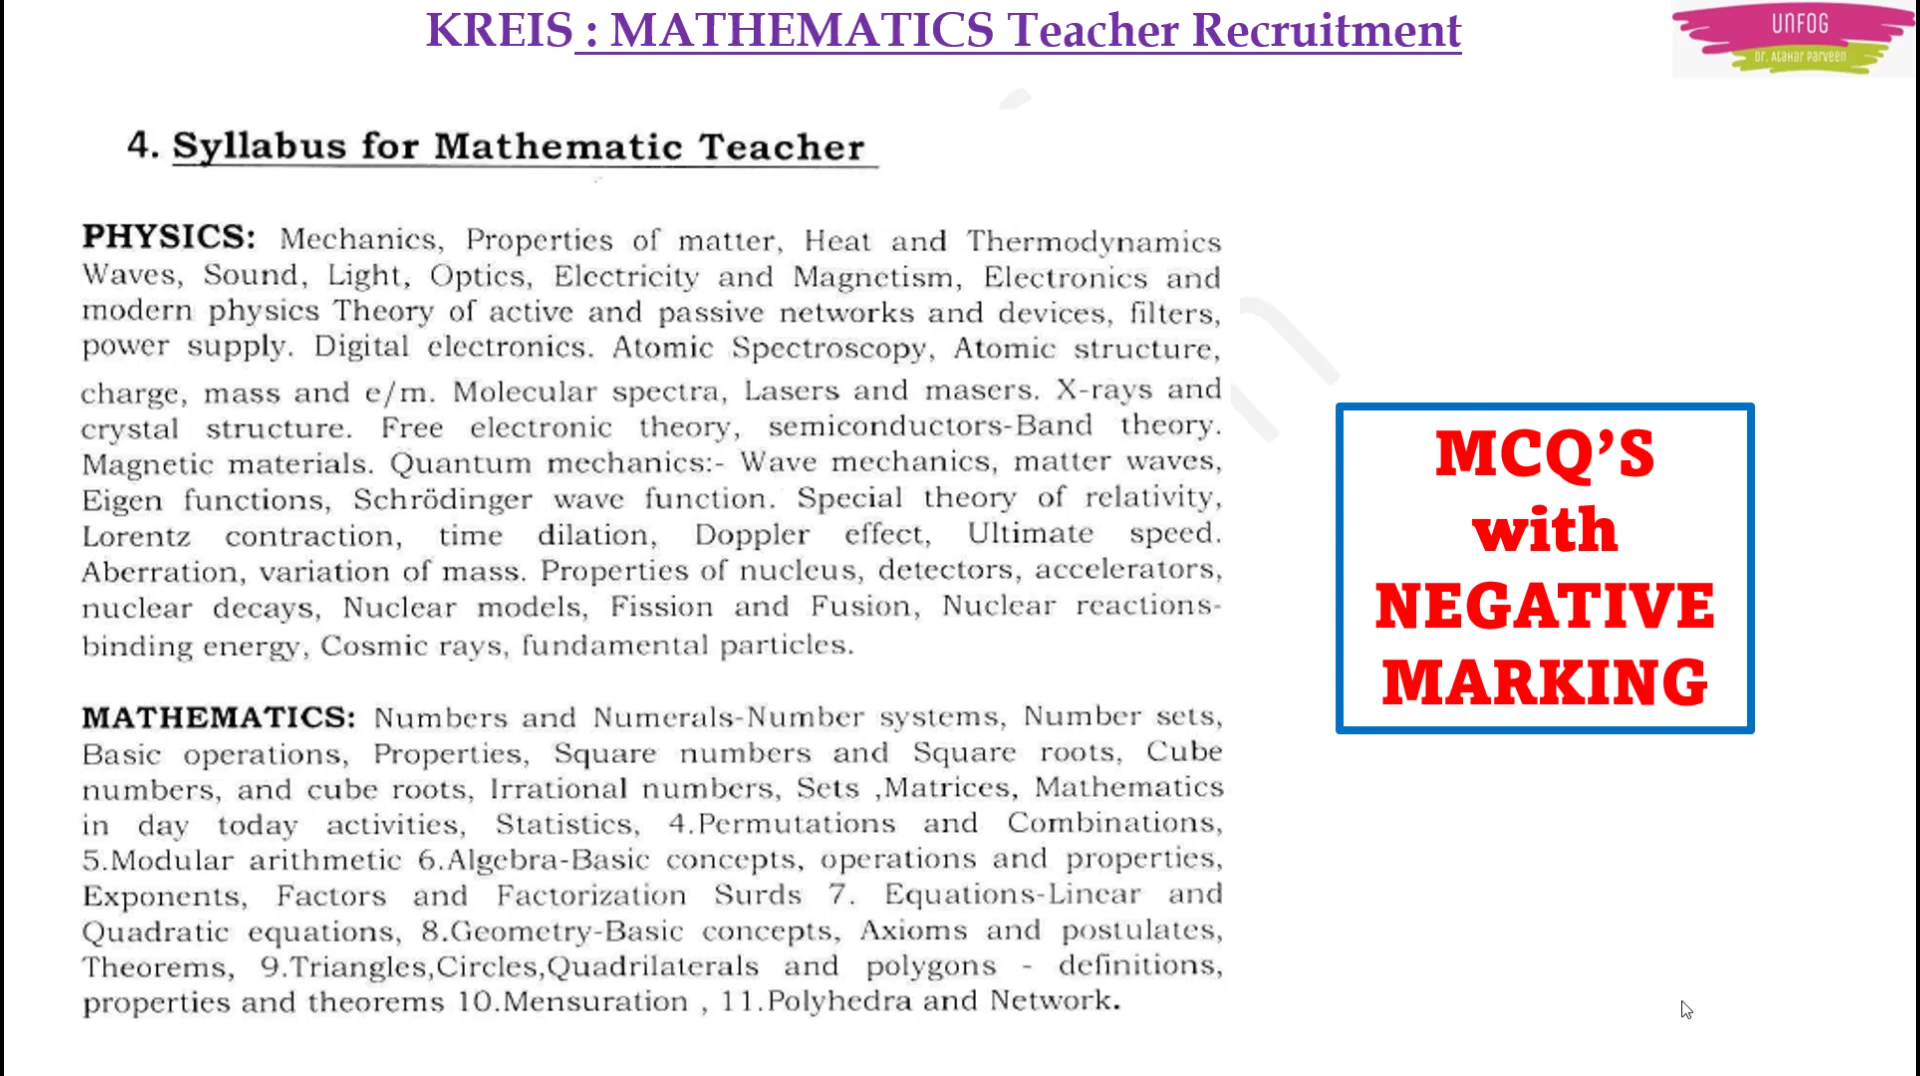 KREIS : MATHEMATICS Teacher Recruitment
UNFOG
Dr. Atahar Parveen
4. Syllabus for Mathematic Teacher
PHYSICS: Mechanics, Properties of matter, Heat and Thermodynamics
Waves, Sound, Light, Optics, Electricity and Magnetism, Electronics and
modern physics Theory of active and passive networks and devices, filters,
power supply. Digital electronics. Atomic Spectroscopy, Atomic structure,
charge, mass and e/m. Molecular spectra, Lasers and masers. X-rays and
crystal structure. Free electronic theory, semiconductors-Band theory.
Magnetic materials. Quantum mechanics:- Wave mechanics, matter waves,
Eigen functions, Schrödinger wave function. Special theory of relativity,
Lorentz contraction, time dilation, Doppler effect, Ultimate speed.
Aberration, variation of mass. Properties of nucleus, detectors, accelerators,
nuclear decays, Nuclear models, Fission and Fusion, Nuclear reactions-
binding energy, Cosmic rays, fundamental particles.
MATHEMATICS: Numbers and Numerals-Number systems, Number sets,
Basic operations, Properties, Square numbers and Square roots, Cube
numbers, and cube roots, Irrational numbers, Sets ,Matrices, Mathematics
in day today activities, Statistics, 4.Permutations and Combinations,
5.Modular arithmetic 6.Algebra-Basic concepts, operations and properties,
Exponents, Factors and Factorization Surds 7. Equations-Linear and
Quadratic equations, 8.Geometry-Basic concepts, Axioms and postulates,
Theorems, 9.Triangles,Circles,Quadrilaterals and polygons - definitions,
properties and theorems 10.Mensuration , 11.Polyhedra and Network.
MCQ'S
with
NEGATIVE
MARKING